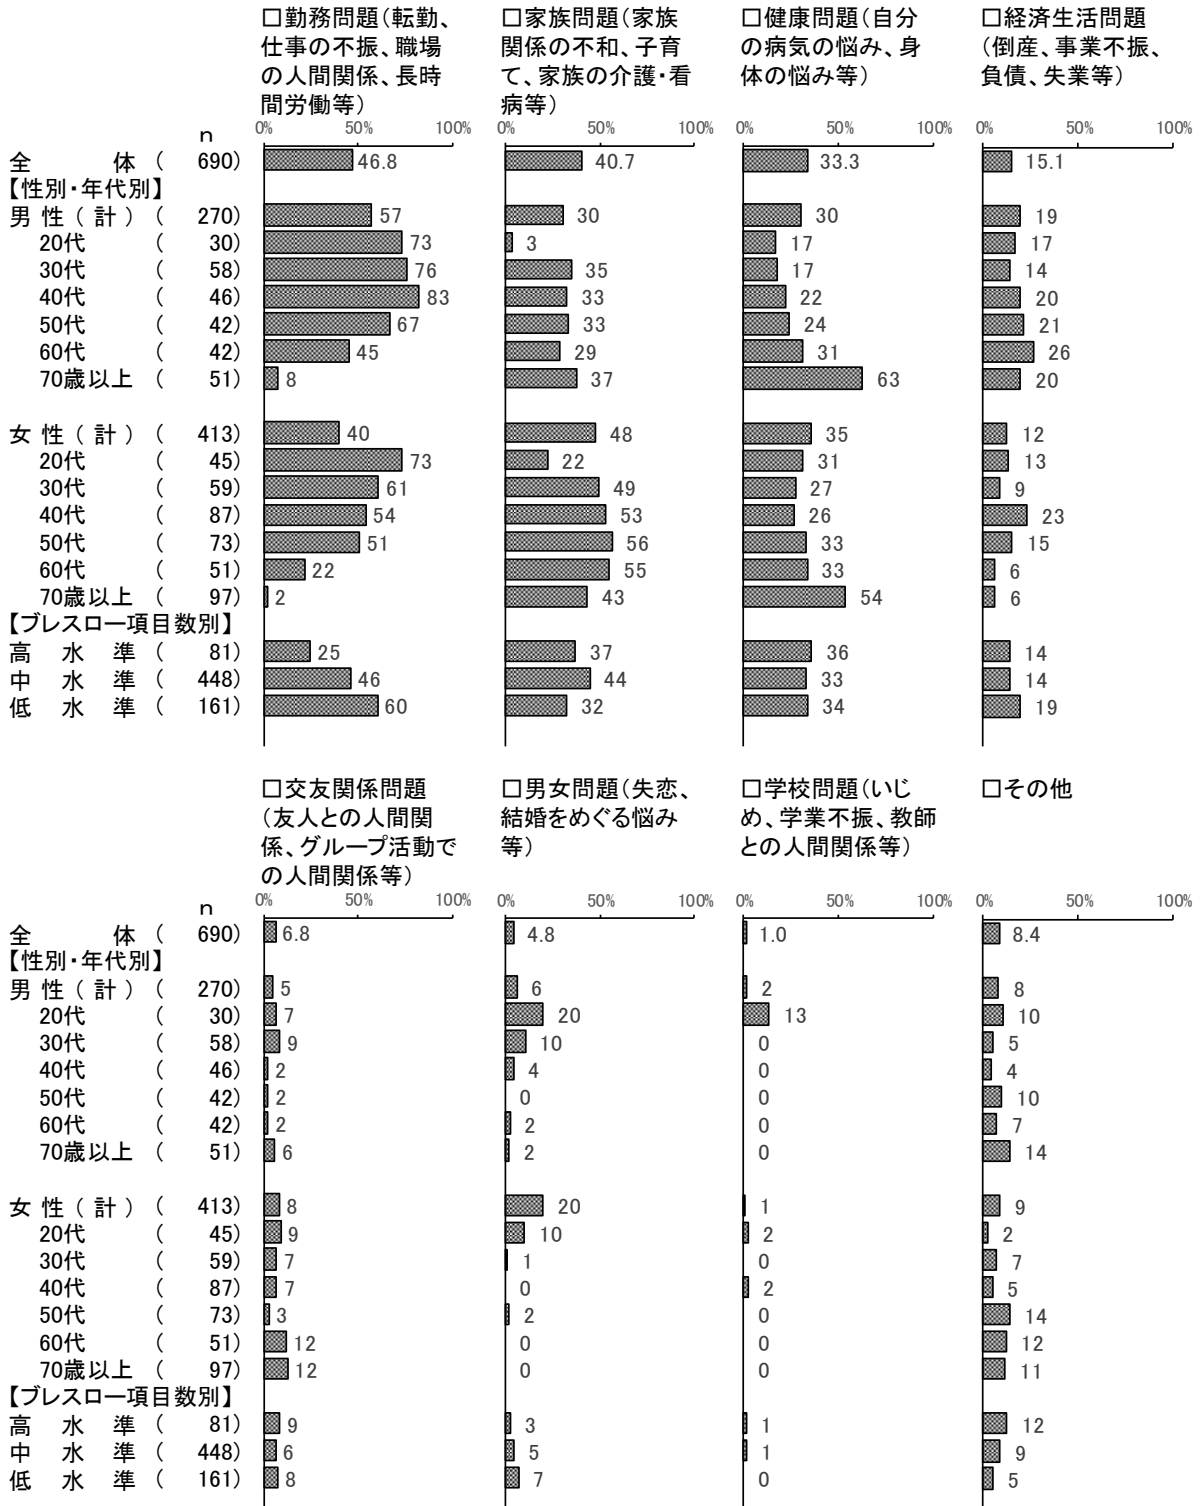 □勤務問題(転勤、
仕事の不振、職場
の人間関係、長時
間労働等)
□家族問題(家族
関係の不和、子育
て、家族の介護・看
病等)
□健康問題(自分
の病気の悩み、身
体の悩み等)
□経済生活問題
(倒産、事業不振、
負債、失業等)
n 0% 50% 100% 0% 50% 100% 0% 50% 100% 0% 50% 100%
全体(690) 46.8 40.7 33.3 15.1
【性別・年代別】
男性(計)(270) 57 30 30 19
20代(30) 73 3 17 17
30代(58) 76 35 17 14
40代(46) 83 33 22 20
50代(42) 67 33 24 21
60代(42) 45 29 31 26
70歳以上(51) 8 37 63 20
女性(計)(413) 40 48 35 12
20代(45) 73 22 31 13
30代(59) 61 49 27 9
40代(87) 54 53 26 23
50代(73) 51 56 33 15
60代(51) 22 55 33 6
70歳以上(97) 2 43 54 6
【ブレスロー項目数別】
高水準(81) 25 37 36 14
中水準(448) 46 44 33 14
低水準(161) 60 32 34 19
□交友関係問題
(友人との人間関
係、グループ活動で
の人間関係等)
□男女問題(失恋、
結婚をめぐる悩み
等)
□学校問題(いじ
め、学業不振、教師
との人間関係等)
□その他
n 0% 50% 100% 0% 50% 100% 0% 50% 100% 0% 50% 100%
全体(690) 6.8 4.8 1.0 8.4
【性別・年代別】
男性(計)(270) 5 6 2 8
20代(30) 7 20 13 10
30代(58) 9 10 0 5
40代(46) 2 4 0 4
50代(42) 2 0 0 10
60代(42) 2 2 0 7
70歳以上(51) 6 2 0 14
女性(計)(413) 8 20 1 9
20代(45) 9 10 2 2
30代(59) 7 1 0 7
40代(87) 7 0 2 5
50代(73) 3 2 0 14
60代(51) 12 0 0 12
70歳以上(97) 12 0 0 11
【ブレスロー項目数別】
高水準(81) 9 3 1 12
中水準(448) 6 5 1 9
低水準(161) 8 7 0 5